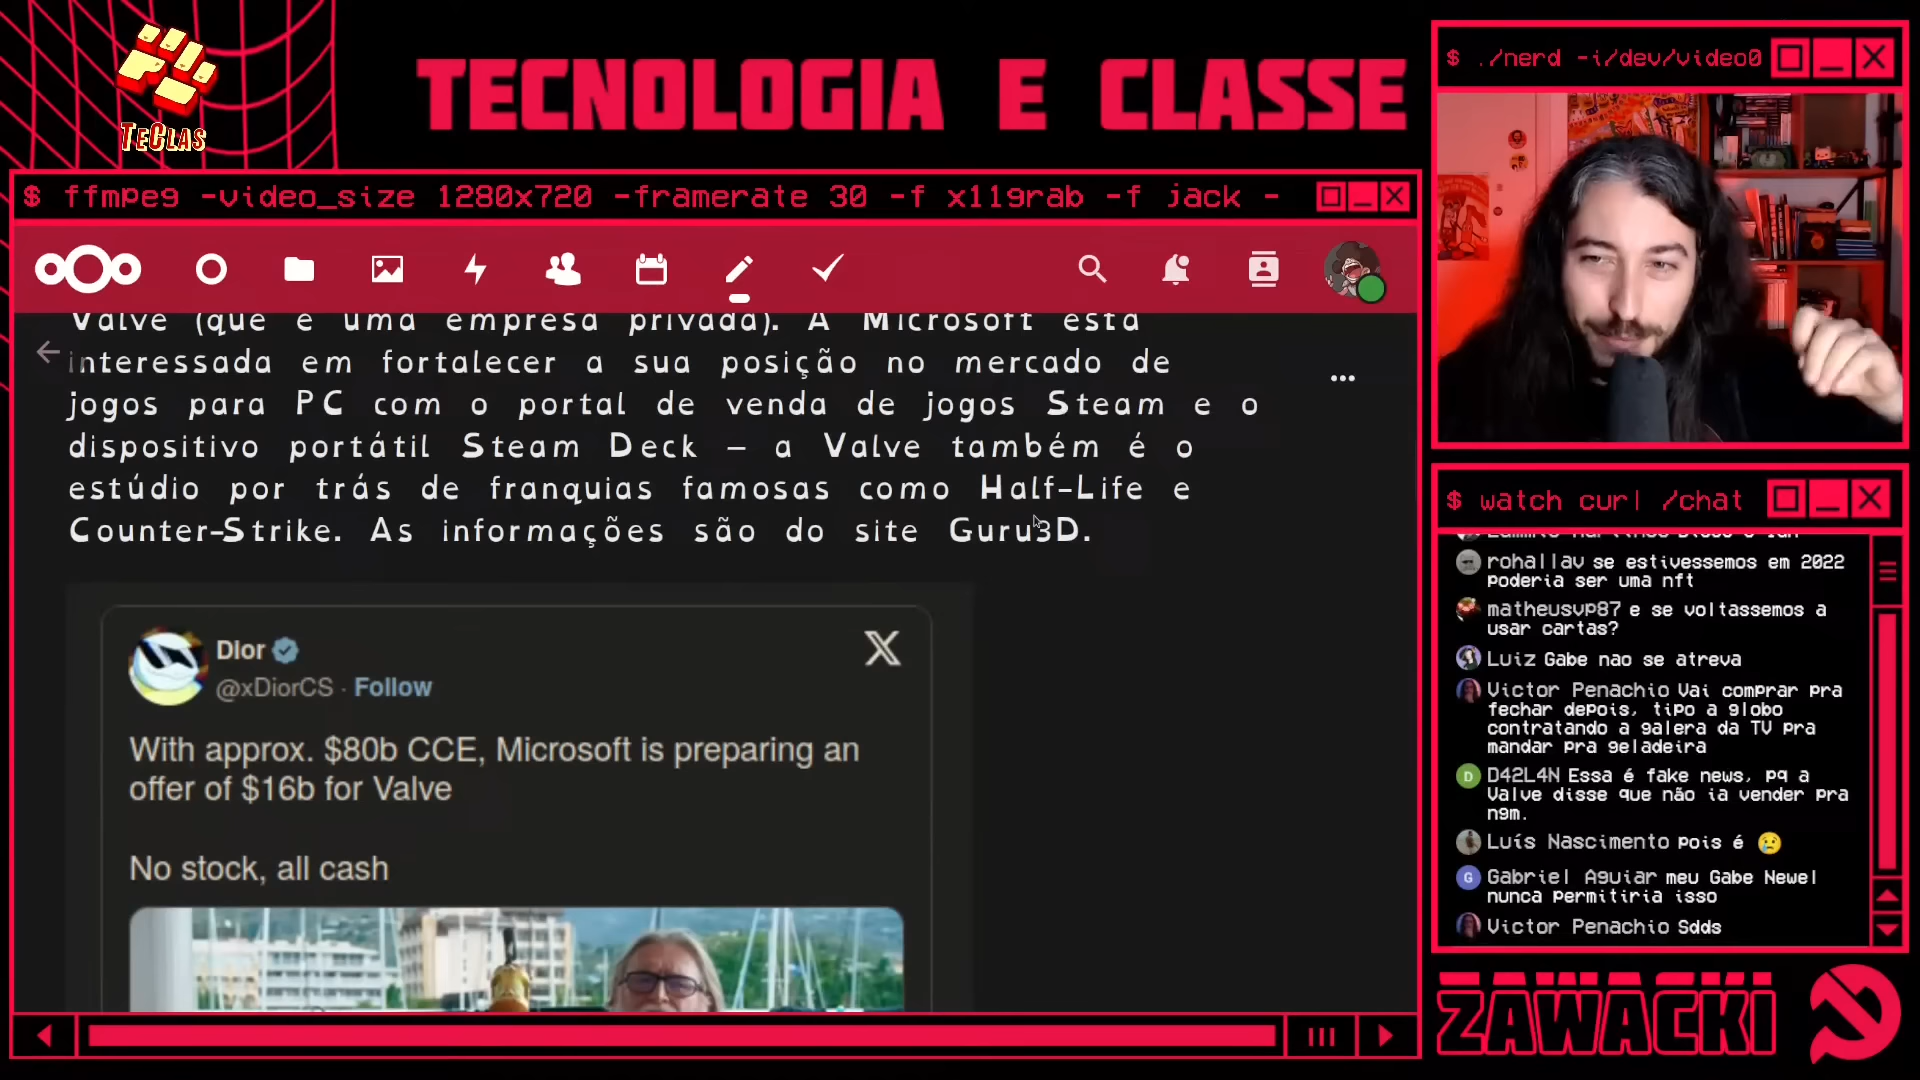 TECLAS
TECNOLOGIA E CLASSE
$ ffmpeg -video_size 1280x720 -framerate 30 -f x11grab -f jack -
Valve (que é uma empresa privada). A Microsoft está
interessada em fortalecer a sua posição no mercado de
jogos para PC com o portal de venda de jogos Steam e o
dispositivo portátil Steam Deck – a Valve também é o
estúdio por trás de franquias famosas como Half-Life e
Counter-Strike. As informações são do site Guru3D.
Dior
@xDiorCS · Follow
With approx. $80b CCE, Microsoft is preparing an
offer of $16b for Valve
No stock, all cash
$ ./nerd -i/dev/video0
$ watch curl /chat
rohallav se estivessemos em 2022
poderia ser uma nft
matheusvp87 e se voltassemos a
usar cartas?
Luiz Gabe nao se atreva
Victor Penachio Vai comprar pra
fechar depois, tipo a globo
contratando a galera da TV pra
mandar pra geladeira
D D42L4N Essa é fake news, pq a
Valve disse que não ia vender pra
ngm.
Luís Nascimento pois é 😢
G Gabriel Aguiar meu Gabe Newel
nunca permitiria isso
Victor Penachio Sdds
ZAWACKI